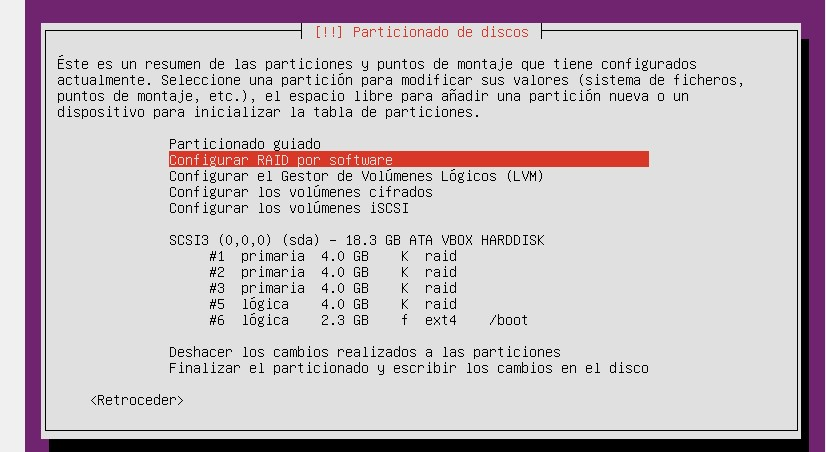 [!!] Particionado de discos
Éste es un resumen de las particiones y puntos de montaje que tiene configurados
actualmente. Seleccione una partición para modificar sus valores (sistema de ficheros,
puntos de montaje, etc.), el espacio libre para añadir una partición nueva o un
dispositivo para inicializar la tabla de particiones.
Particionado guiado
Configurar RAID por software
Configurar el Gestor de Volúmenes Lógicos (LVM)
Configurar los volúmenes cifrados
Configurar los volúmenes iSCSI
SCSI3 (0,0,0) (sda) - 18.3 GB ATA VBOX HARDDISK
#1 primaria 4.0 GB K raid
#2 primaria 4.0 GB K raid
#3 primaria 4.0 GB K raid
#5 lógica 4.0 GB K raid
#6 lógica 2.3 GB f ext4 /boot
Deshacer los cambios realizados a las particiones
Finalizar el particionado y escribir los cambios en el disco
<Retroceder>